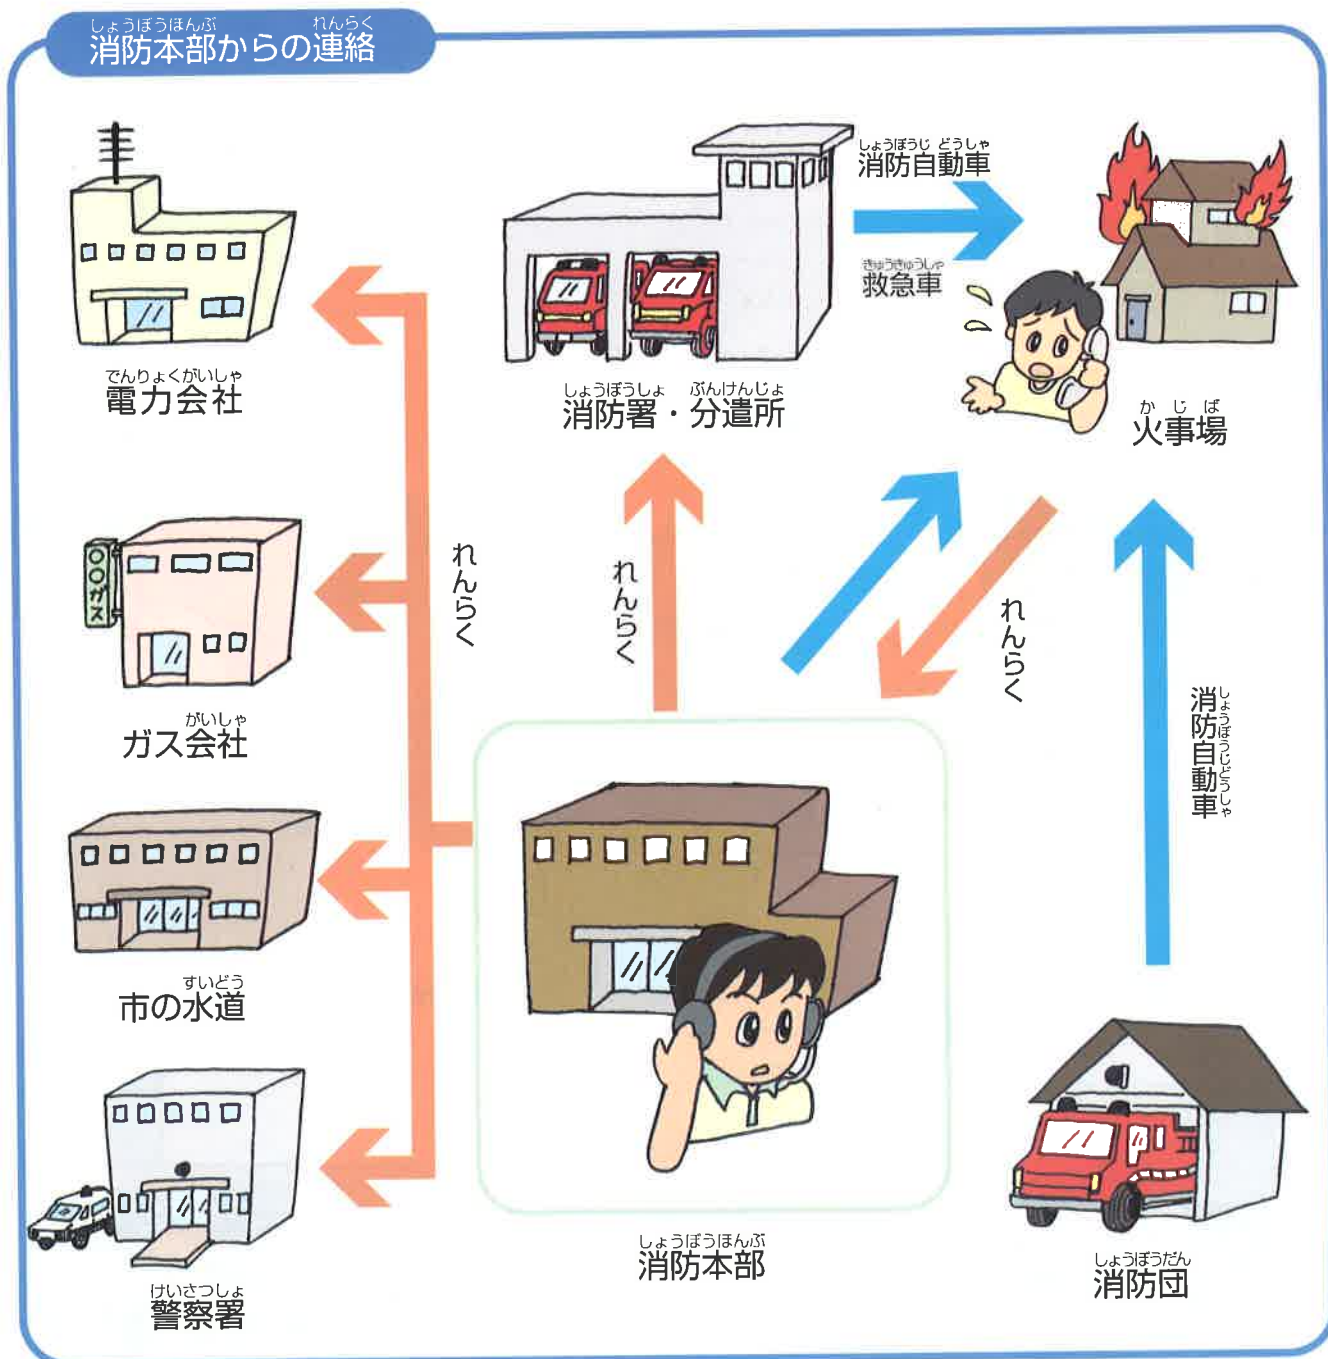 しょうぼうほんぶ れんらく
消防本部からの連絡
でんりょくがいしゃ
電力会社
しょうぼうしょ ぶんけんじょ
消防署・分遣所
しょうぼうじどうしゃ
消防自動車
きゅうきゅうしゃ
救急車
かじば
火事場
○○ガス
がいしゃ
ガス会社
れんらく
れんらく
れんらく
しょうぼうじどうしゃ
消防自動車
すいどう
市の水道
けいさつしょ
警察署
しょうぼうほんぶ
消防本部
しょうぼうだん
消防団